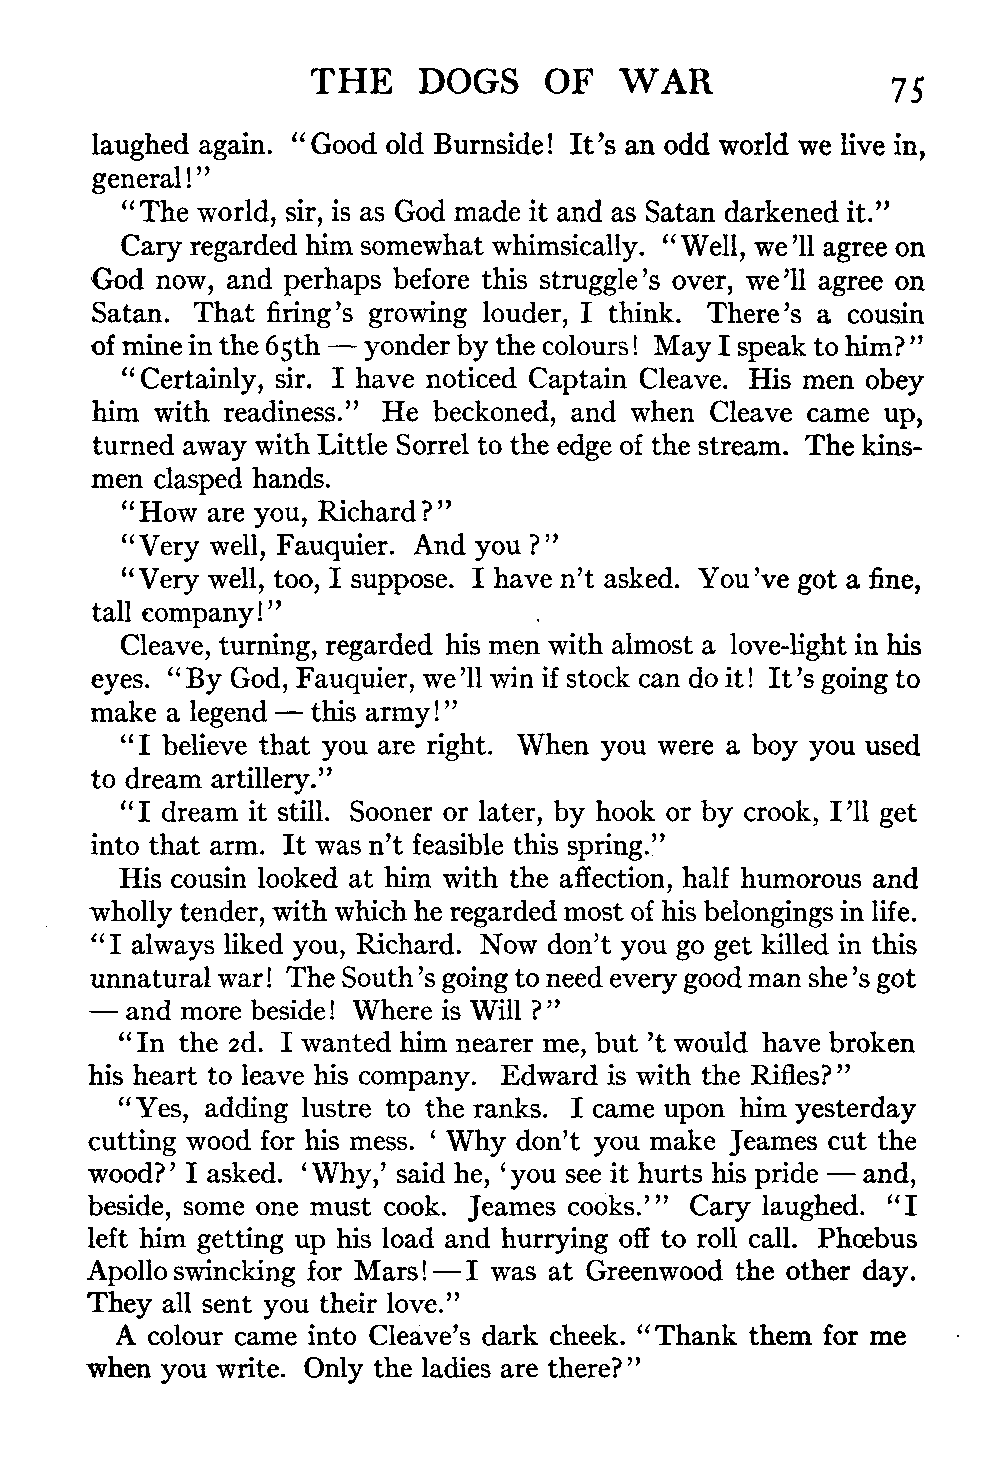 THE DOGS OF WAR 75
laughed again. "Good old Burnside! It's an odd world we live in,
general!"
"The world, sir, is as God made it and as Satan darkened it."
Cary regarded him somewhat whimsically. "Well, we'll agree on
God now, and perhaps before this struggle's over, we'll agree on
Satan. That firing's growing louder, I think. There's a cousin
of mine in the 65th — yonder by the colours! May I speak to him?"
"Certainly, sir. I have noticed Captain Cleave. His men obey
him with readiness." He beckoned, and when Cleave came up,
turned away with Little Sorrel to the edge of the stream. The kins-
men clasped hands.
"How are you, Richard?"
"Very well, Fauquier. And you?"
"Very well, too, I suppose. I have n't asked. You've got a fine,
tall company!"
Cleave, turning, regarded his men with almost a love-light in his
eyes. "By God, Fauquier, we'll win if stock can do it! It's going to
make a legend — this army!"
"I believe that you are right. When you were a boy you used
to dream artillery."
"I dream it still. Sooner or later, by hook or by crook, I'll get
into that arm. It was n't feasible this spring."
His cousin looked at him with the affection, half humorous and
wholly tender, with which he regarded most of his belongings in life.
"I always liked you, Richard. Now don't you go get killed in this
unnatural war! The South's going to need every good man she's got
— and more beside! Where is Will?"
"In the 2d. I wanted him nearer me, but 't would have broken
his heart to leave his company. Edward is with the Rifles?"
"Yes, adding lustre to the ranks. I came upon him yesterday
cutting wood for his mess. 'Why don't you make Jeames cut the
wood?' I asked. 'Why,' said he, 'you see it hurts his pride — and,
beside, some one must cook. Jeames cooks.'" Cary laughed. "I
left him getting up his load and hurrying off to roll call. Phœbus
Apollo swincking for Mars!—I was at Greenwood the other day.
They all sent you their love."
A colour came into Cleave's dark cheek. "Thank them for me
when you write. Only the ladies are there?"